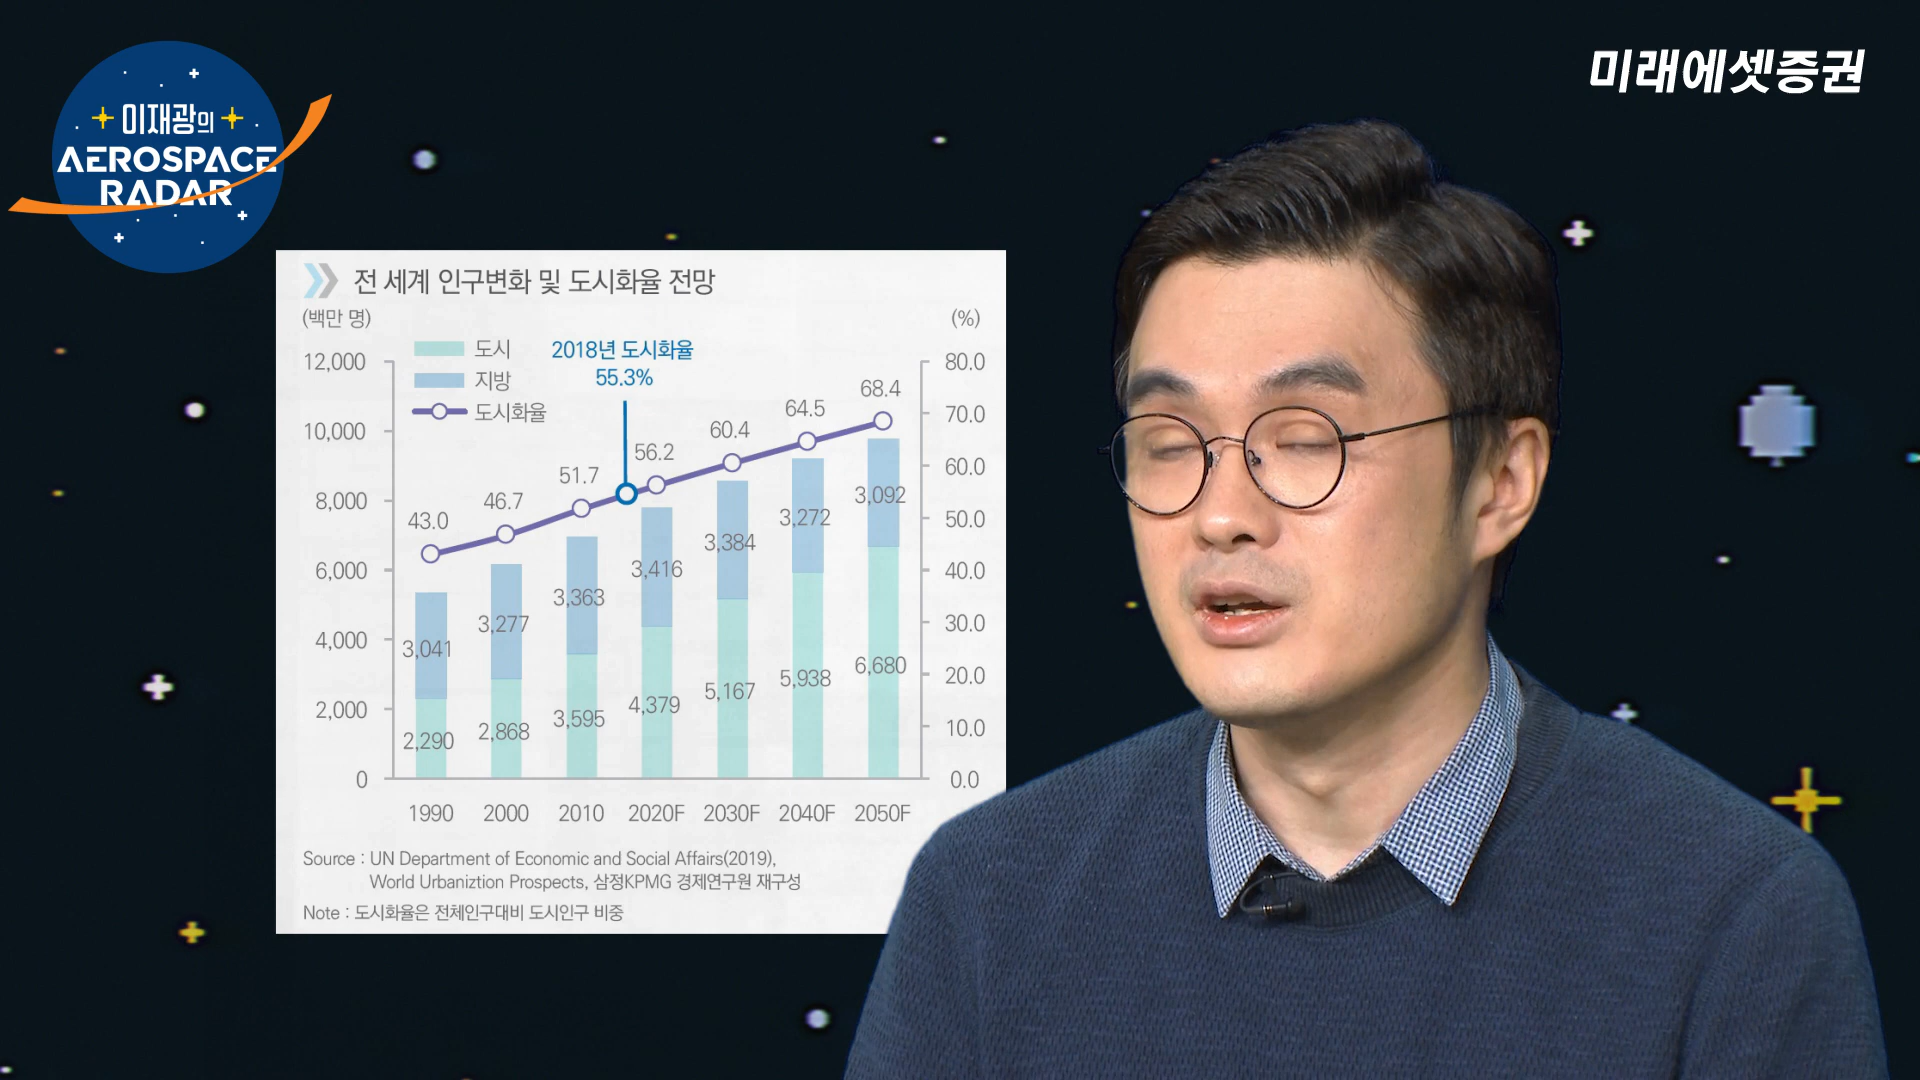 이재광의
AEROSPACE
RADAR
미래에셋증권
전 세계 인구변화 및 도시화율 전망
(백만 명)
(%)
도시
지방
도시화율
2018년 도시화율
55.3%
12,000
10,000
8,000
6,000
4,000
2,000
0
80.0
70.0
60.0
50.0
40.0
30.0
20.0
10.0
0.0
43.0
46.7
51.7
56.2
60.4
64.5
68.4
3,041
3,277
3,363
3,416
3,384
3,272
3,092
2,290
2,868
3,595
4,379
5,167
5,938
6,680
1990 2000 2010 2020F 2030F 2040F 2050F
Source : UN Department of Economic and Social Affairs(2019),
World Urbaniztion Prospects, 삼정KPMG 경제연구원 재구성
Note : 도시화율은 전체인구대비 도시인구 비중